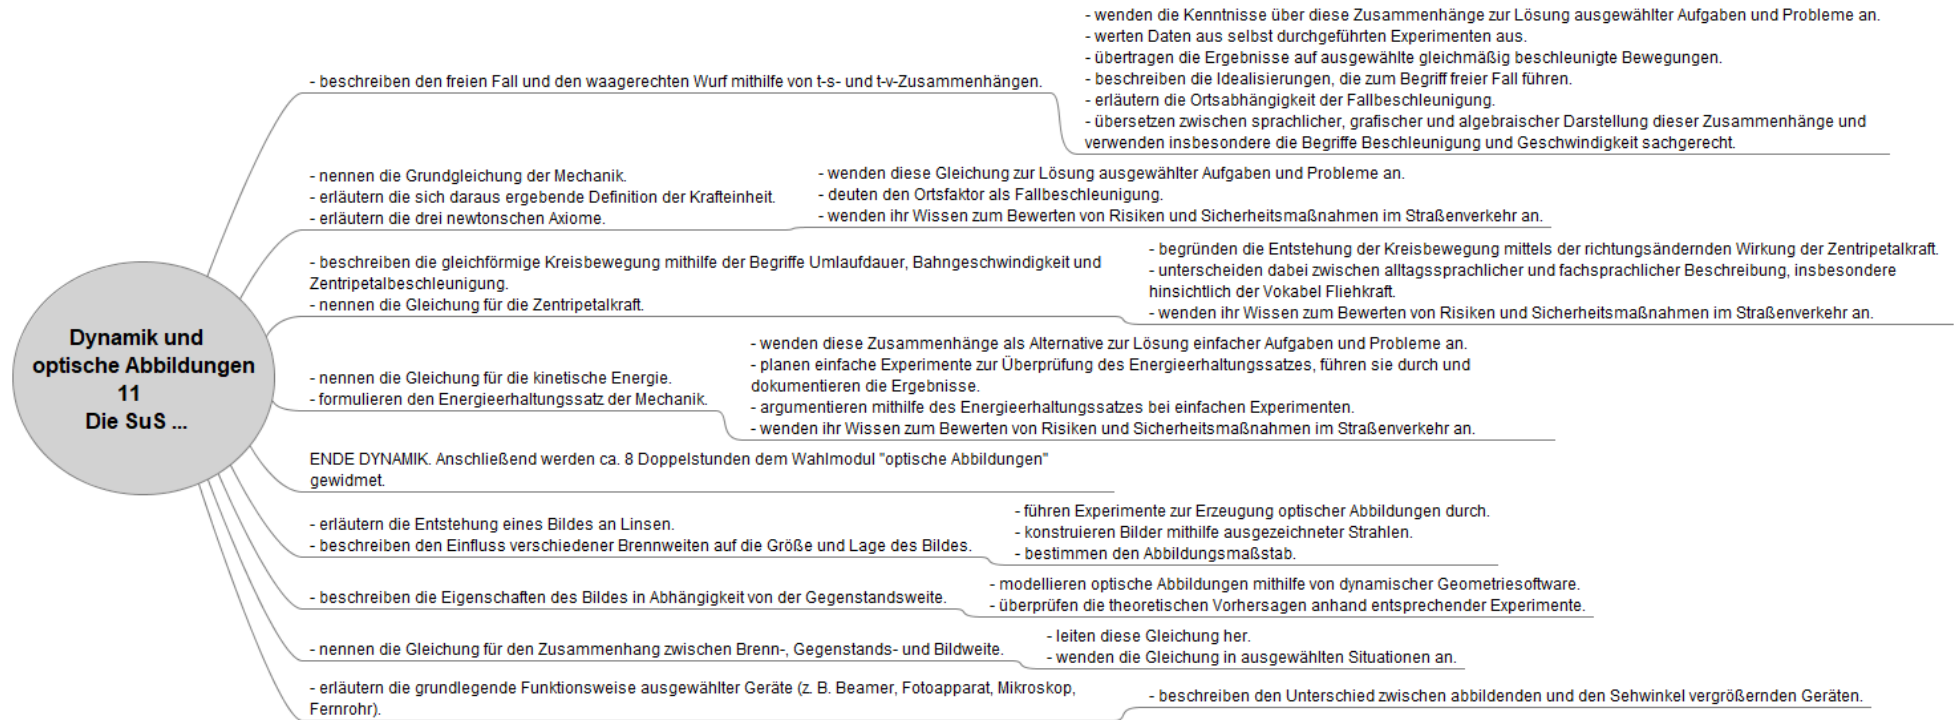 Dynamik und
optische Abbildungen
11
Die SuS ...
- beschreiben den freien Fall und den waagerechten Wurf mithilfe von t-s- und t-v-Zusammenhängen.
- wenden die Kenntnisse über diese Zusammenhänge zur Lösung ausgewählter Aufgaben und Probleme an.
- werten Daten aus selbst durchgeführten Experimenten aus.
- übertragen die Ergebnisse auf ausgewählte gleichmäßig beschleunigte Bewegungen.
- beschreiben die Idealisierungen, die zum Begriff freier Fall führen.
- erläutern die Ortsabhängigkeit der Fallbeschleunigung.
- übersetzen zwischen sprachlicher, grafischer und algebraischer Darstellung dieser Zusammenhänge und
verwenden insbesondere die Begriffe Beschleunigung und Geschwindigkeit sachgerecht.
- nennen die Grundgleichung der Mechanik.
- erläutern die sich daraus ergebende Definition der Krafteinheit.
- erläutern die drei newtonschen Axiome.
- wenden diese Gleichung zur Lösung ausgewählter Aufgaben und Probleme an.
- deuten den Ortsfaktor als Fallbeschleunigung.
- wenden ihr Wissen zum Bewerten von Risiken und Sicherheitsmaßnahmen im Straßenverkehr an.
- beschreiben die gleichförmige Kreisbewegung mithilfe der Begriffe Umlaufdauer, Bahngeschwindigkeit und
Zentripetalbeschleunigung.
- nennen die Gleichung für die Zentripetalkraft.
- begründen die Entstehung der Kreisbewegung mittels der richtungsändernden Wirkung der Zentripetalkraft.
- unterscheiden dabei zwischen alltagssprachlicher und fachsprachlicher Beschreibung, insbesondere
hinsichtlich der Vokabel Fliehkraft.
- wenden ihr Wissen zum Bewerten von Risiken und Sicherheitsmaßnahmen im Straßenverkehr an.
- nennen die Gleichung für die kinetische Energie.
- formulieren den Energieerhaltungssatz der Mechanik.
- wenden diese Zusammenhänge als Alternative zur Lösung einfacher Aufgaben und Probleme an.
- planen einfache Experimente zur Überprüfung des Energieerhaltungssatzes, führen sie durch und
dokumentieren die Ergebnisse.
- argumentieren mithilfe des Energieerhaltungssatzes bei einfachen Experimenten.
- wenden ihr Wissen zum Bewerten von Risiken und Sicherheitsmaßnahmen im Straßenverkehr an.
ENDE DYNAMIK. Anschließend werden ca. 8 Doppelstunden dem Wahlmodul "optische Abbildungen"
gewidmet.
- erläutern die Entstehung eines Bildes an Linsen.
- beschreiben den Einfluss verschiedener Brennweiten auf die Größe und Lage des Bildes.
- führen Experimente zur Erzeugung optischer Abbildungen durch.
- konstruieren Bilder mithilfe ausgezeichneter Strahlen.
- bestimmen den Abbildungsmaßstab.
- beschreiben die Eigenschaften des Bildes in Abhängigkeit von der Gegenstandsweite.
- modellieren optische Abbildungen mithilfe von dynamischer Geometriesoftware.
- überprüfen die theoretischen Vorhersagen anhand entsprechender Experimente.
- nennen die Gleichung für den Zusammenhang zwischen Brenn-, Gegenstands- und Bildweite.
- leiten diese Gleichung her.
- wenden die Gleichung in ausgewählten Situationen an.
- erläutern die grundlegende Funktionsweise ausgewählter Geräte (z. B. Beamer, Fotoapparat, Mikroskop,
Fernrohr).
- beschreiben den Unterschied zwischen abbildenden und den Sehwinkel vergrößernden Geräten.